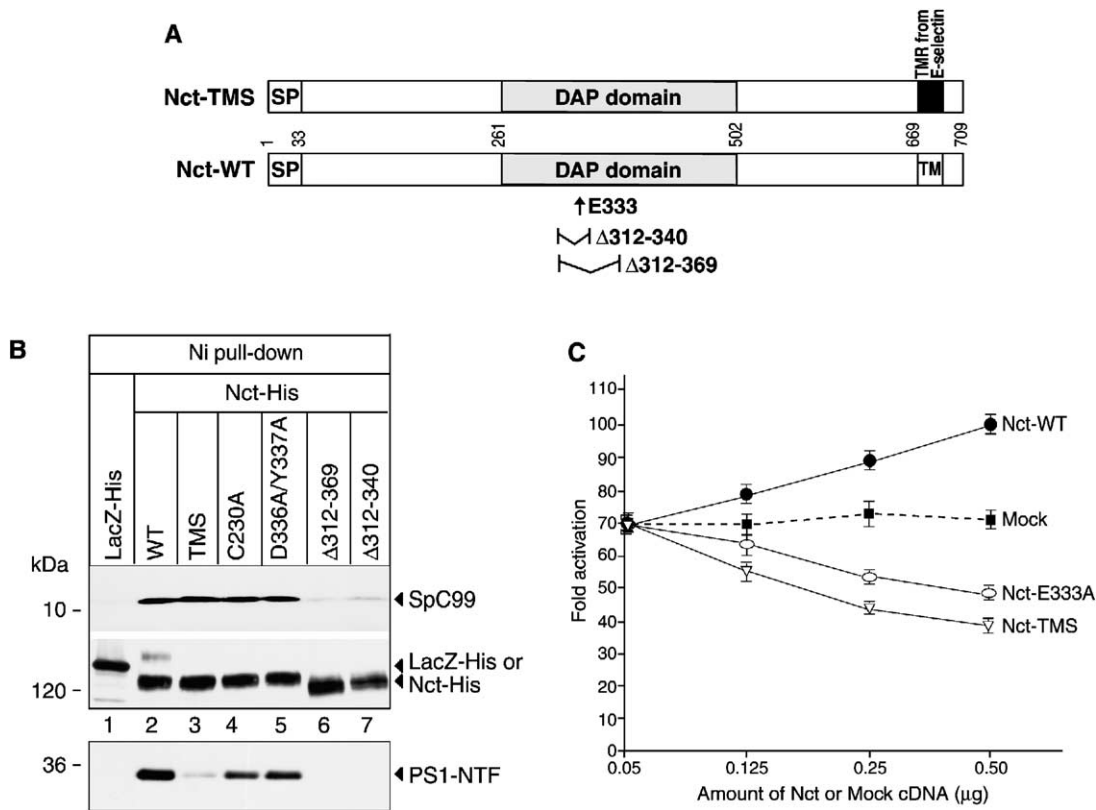 A
TMR from
E-selectin
Nct-TMS
SP
DAP domain
1
33
261
502
669
709
Nct-WT
SP
DAP domain
TM
E333
Δ312-340
Δ312-369
B
Ni pull-down
Nct-His
LacZ-His
WT
TMS
C230A
D336A/Y337A
Δ312-369
Δ312-340
kDa
10 -
SpC99
LacZ-His or
Nct-His
120 -
1 2 3 4 5 6 7
36 -
PS1-NTF
C
110
100
90
80
70
60
50
40
30
20
10
0
Fold activation
Nct-WT
Mock
Nct-E333A
Nct-TMS
0.05 0.125 0.25 0.50
Amount of Nct or Mock cDNA (μg)